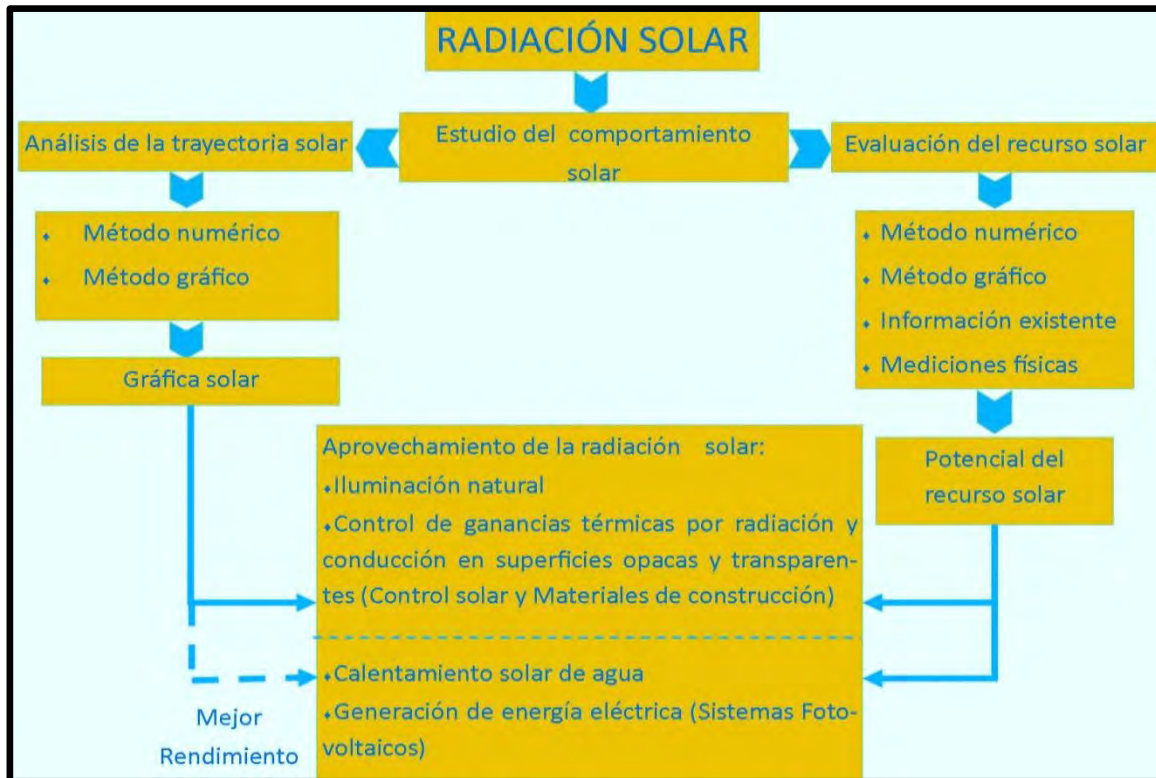 RADIACIÓN SOLAR
Análisis de la trayectoria solar
Estudio del comportamiento
solar
Evaluación del recurso solar
Método numérico
Método gráfico
Gráfica solar
Método numérico
Método gráfico
Información existente
Mediciones físicas
Potencial del
recurso solar
Aprovechamiento de la radiación solar:
Iluminación natural
Control de ganancias térmicas por radiación y
conducción en superficies opacas y transparen-
tes (Control solar y Materiales de construcción)
Calentamiento solar de agua
Generación de energía eléctrica (Sistemas Foto-
voltaicos)
Mejor
Rendimiento